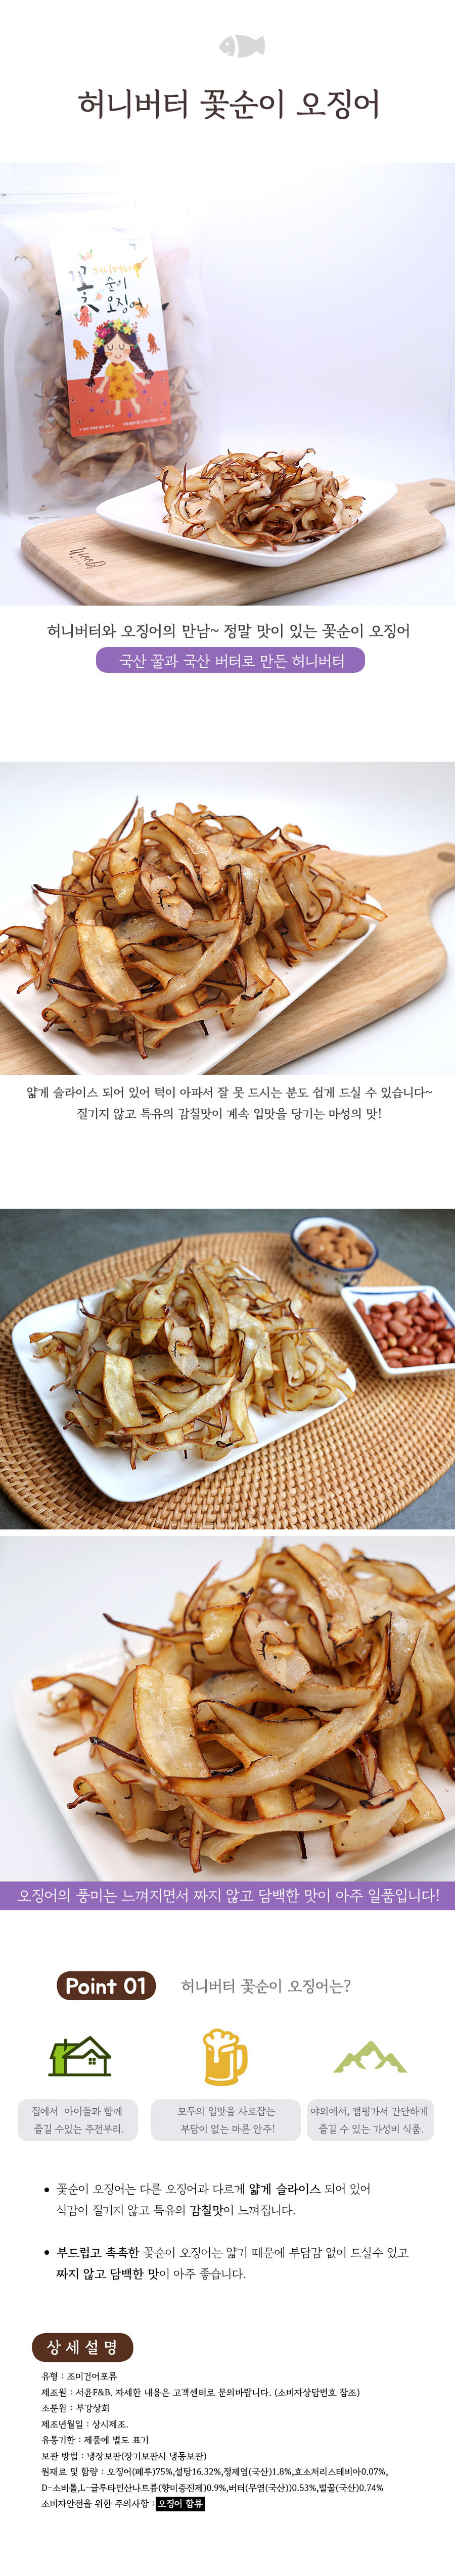 허니버터 꽃순이 오징어
허니버터
꽃순이
오징어
허니버터와 오징어의 만남~ 정말 맛이 있는 꽃순이 오징어
국산 꿀과 국산 버터로 만든 허니버터
얇게 슬라이스 되어 있어 턱이 아파서 잘 못 드시는 분도 쉽게 드실 수 있습니다~
질기지 않고 특유의 감칠맛이 계속 입맛을 당기는 마성의 맛!
오징어의 풍미는 느껴지면서 짜지 않고 담백한 맛이 아주 일품입니다!
Point 01 허니버터 꽃순이 오징어는?
집에서 아이들과 함께
즐길 수있는 주전부리.
모두의 입맛을 사로잡는
부담이 없는 마른 안주!
야외에서, 캠핑가서 간단하게
즐길 수 있는 가성비 식품.
• 꽃순이 오징어는 다른 오징어과 다르게 얇게 슬라이스 되어 있어
식감이 질기지 않고 특유의 감칠맛이 느껴집니다.
• 부드럽고 촉촉한 꽃순이 오징어는 얇기 때문에 부담감 없이 드실수 있고
짜지 않고 담백한 맛이 아주 좋습니다.
상세설명
유형 : 조미건어포류
제조원 : 서윤F&B. 자세한 내용은 고객센터로 문의바랍니다. (소비자상담번호 참조)
소분원 : 부강상회
제조년월일 : 상시제조.
유통기한 : 제품에 별도 표기
보관 방법 : 냉장보관(장기보관시 냉동보관)
원재료 및 함량 : 오징어(페루)75%,설탕16.32%,정제염(국산)1.8%,효소처리스테비아0.07%,
D-소비톨,L-글루타민산나트륨(향미증진제)0.9%,버터(무염(국산))0.53%,벌꿀(국산)0.74%
소비자안전을 위한 주의사항 : 오징어 함류